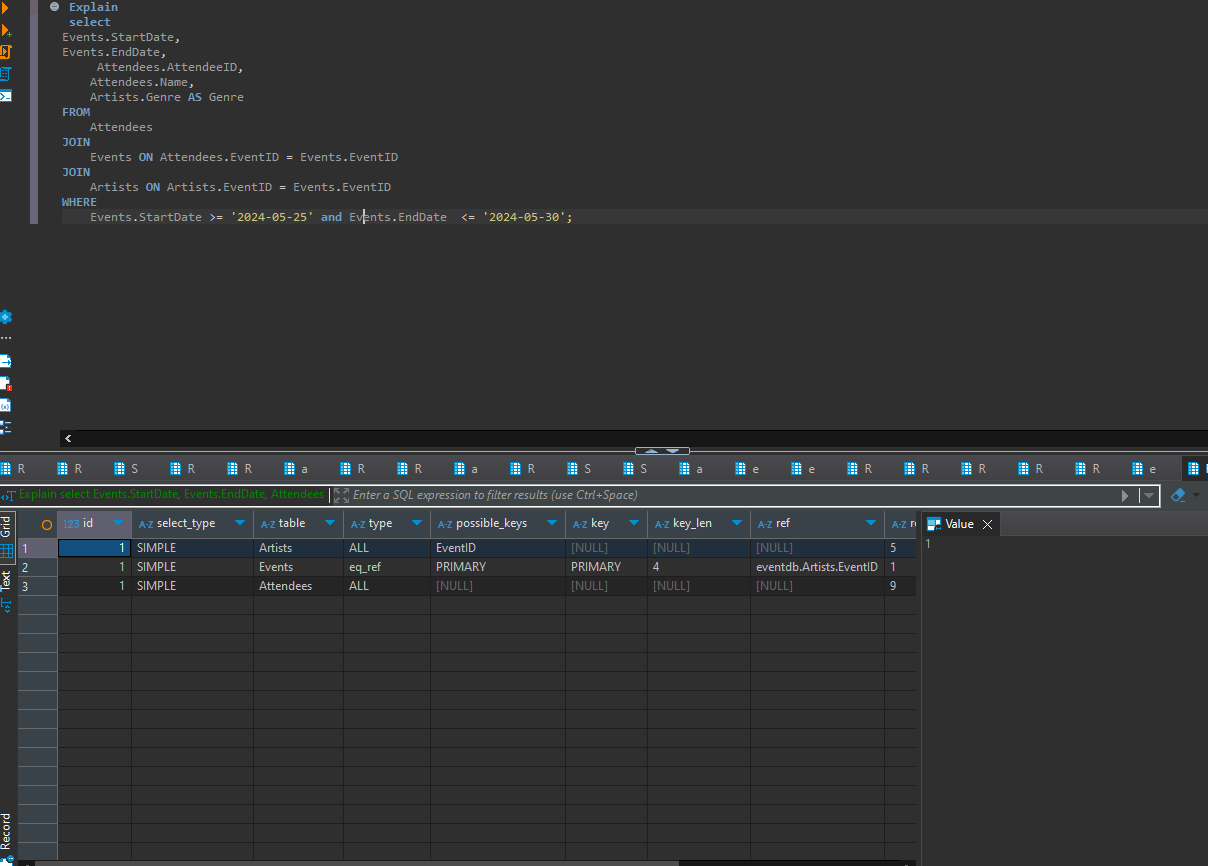 Explain
select
Events.StartDate,
Events.EndDate,
Attendees.AttendeeID,
Attendees.Name,
Artists.Genre AS Genre
FROM
Attendees
JOIN
Events ON Attendees.EventID = Events.EventID
JOIN
Artists ON Artists.EventID = Events.EventID
WHERE
Events.StartDate >= '2024-05-25' and Events.EndDate  <= '2024-05-30';
R R S R R a R R a R S S a e e R R R R R e
Explain select Events.StartDate, Events.EndDate, Attendees Enter a SQL expression to filter results (use Ctrl+Space)
Grid
Text
Record
123 id A-Z select_type A-Z table A-Z type A-Z possible_keys A-Z key A-Z key_len A-Z ref A-Z
1 1 SIMPLE Artists ALL EventID [NULL] [NULL] [NULL] 5
2 1 SIMPLE Events eq_ref PRIMARY PRIMARY 4 eventdb.Artists.EventID 1
3 1 SIMPLE Attendees ALL [NULL] [NULL] [NULL] [NULL] 9
Value
1